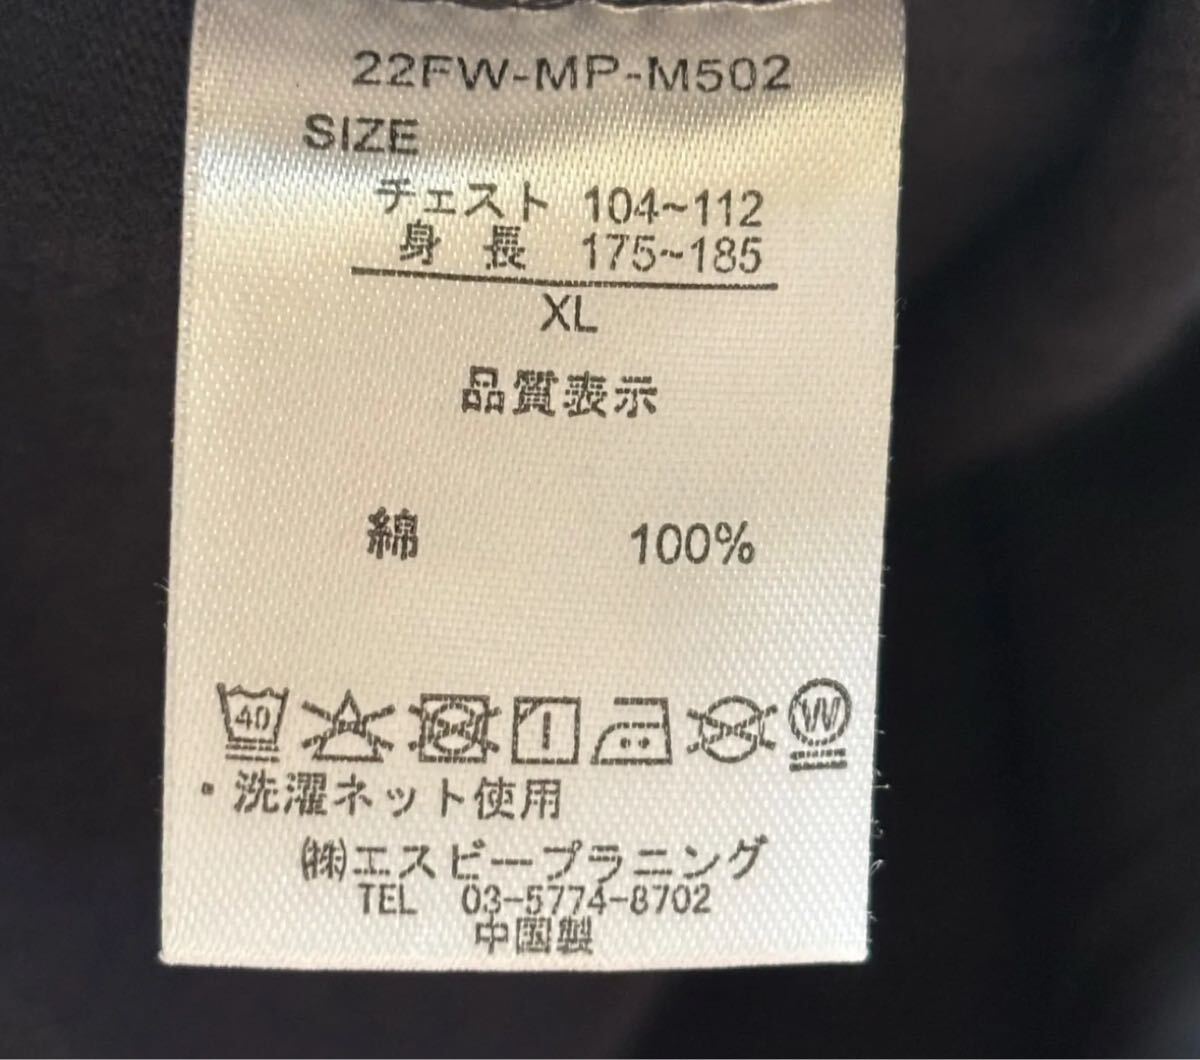 22FW-MP-M502
SIZE
チェスト 104~112
身長 175~185
XL
品質表示
綿 100%
40 W
・洗濯ネット使用
㈱エスビープラニング
TEL 03-5774-8702
中国製